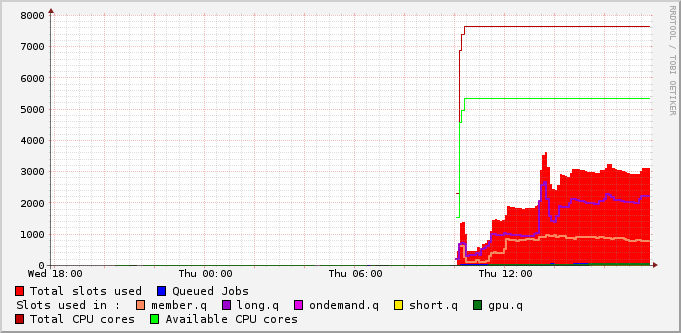 8000
7000
6000
5000
4000
3000
2000
1000
0
Wed 18:00 Thu 00:00 Thu 06:00 Thu 12:00
Total slots used Queued Jobs
Slots used in : member.q long.q ondemand.q short.q gpu.q
Total CPU cores Available CPU cores
RRDTOOL / TOBI OETIKER